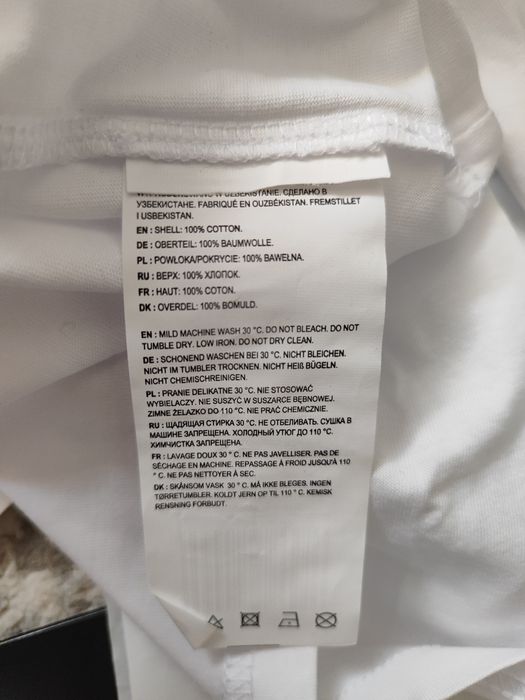 UZBEKISTANIE. СДЕЛАНО В
УЗБЕКИСТАНЕ. FABRIQUÉ EN OUZBÉKISTAN. FREMSTILLET
I USBEKISTAN.
EN : SHELL: 100% COTTON.
DE : OBERTEIL: 100% BAUMWOLLE.
PL : POWŁOKA/POKRYCIE: 100% BAWEŁNA.
RU : ВЕРХ: 100% ХЛОПОК.
FR : HAUT: 100% COTON.
DK : OVERDEL: 100% BOMULD.
EN : MILD MACHINE WASH 30 °C. DO NOT BLEACH. DO NOT
TUMBLE DRY. LOW IRON. DO NOT DRY CLEAN.
DE : SCHONEND WASCHEN BEI 30 °C. NICHT BLEICHEN.
NICHT IM TUMBLER TROCKNEN. NICHT HEIß BÜGELN.
NICHT CHEMISCHREINIGEN.
PL : PRANIE DELIKATNE 30 °C. NIE STOSOWAĆ
WYBIELACZY. NIE SUSZYĆ W SUSZARCE BĘBNOWEJ.
ZIMNE ŻELAZKO DO 110 °C. NIE PRAĆ CHEMICZNIE.
RU : ЩАДЯЩАЯ СТИРКА 30 °C. НЕ ОТБЕЛИВАТЬ. СУШКА В
МАШИНЕ ЗАПРЕЩЕНА. ХОЛОДНЫЙ УТЮГ ДО 110 °C.
ХИМЧИСТКА ЗАПРЕЩЕНА.
FR : LAVAGE DOUX 30 ° C. NE PAS JAVELLISER. PAS DE
SÉCHAGE EN MACHINE. REPASSAGE À FROID JUSQU'À 110
° C. NE PAS NETTOYER À SEC.
DK : SKÅNSOM VASK 30 ° C. MÅ IKKE BLEGES. INGEN
TØRRETUMBLER. KOLDT JERN OP TIL 110 ° C. KEMISK
RENSNING FORBUDT.